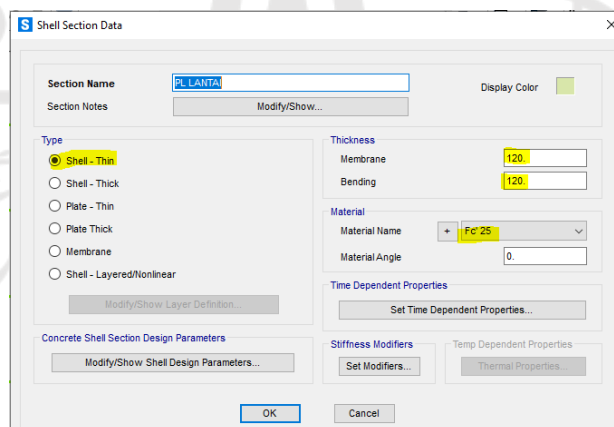 S Shell Section Data
Section Name PL LANTAI Display Color
Section Notes Modify/Show...
Type
Shell - Thin
Shell - Thick
Plate - Thin
Plate Thick
Membrane
Shell - Layered/Nonlinear
Modify/Show Layer Definition...
Concrete Shell Section Design Parameters
Modify/Show Shell Design Parameters...
Thickness
Membrane 120.
Bending 120.
Material
Material Name + Fc' 25
Material Angle 0.
Time Dependent Properties
Set Time Dependent Properties...
Stiffness Modifiers
Set Modifiers...
Temp Dependent Properties
Thermal Properties...
OK Cancel